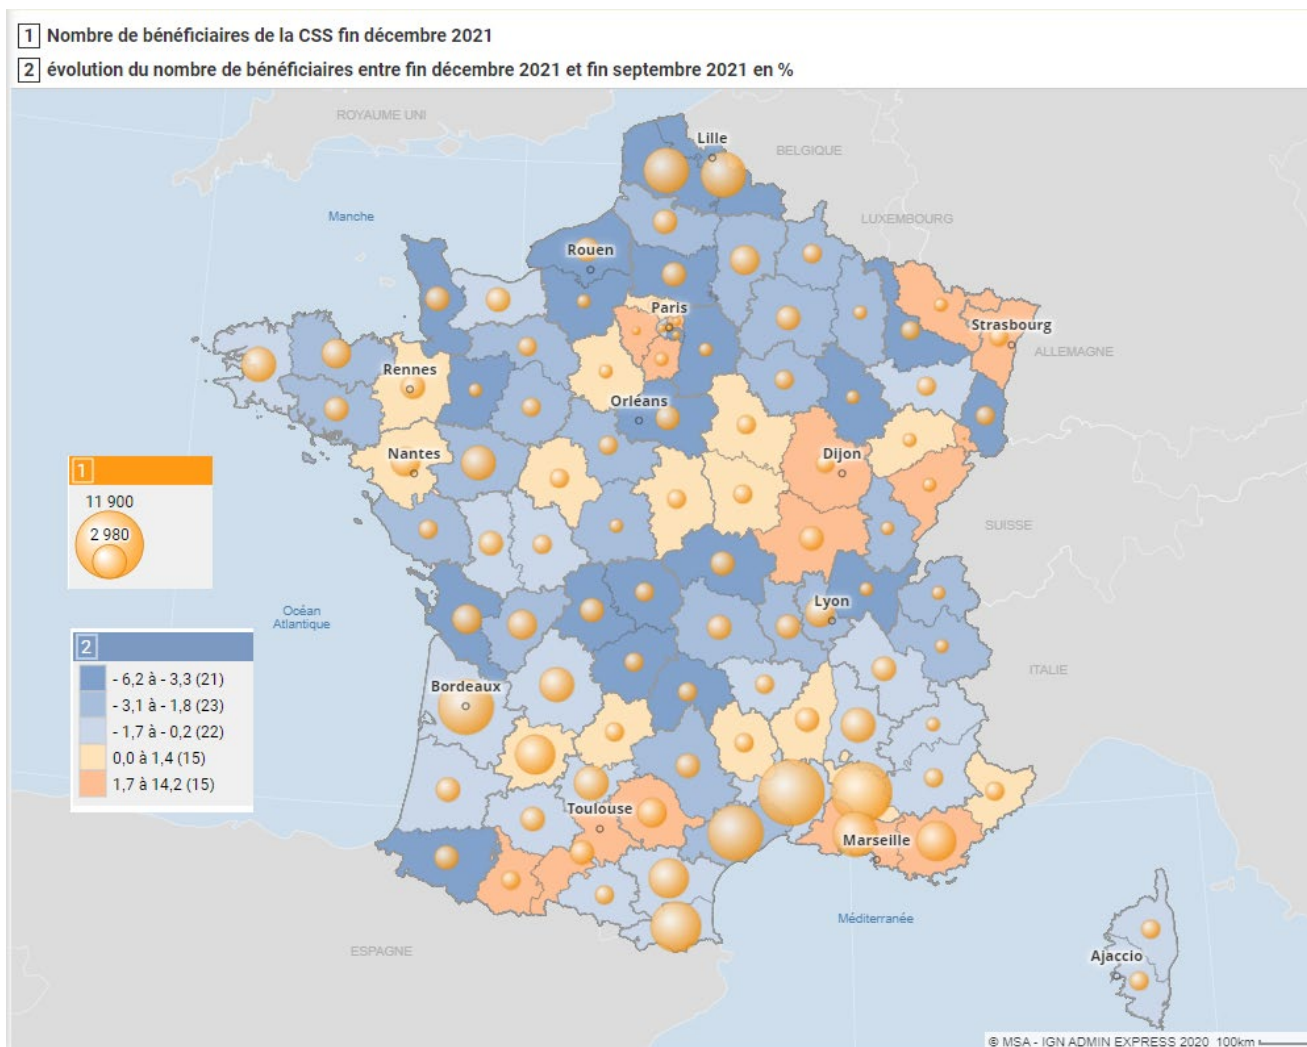 1 Nombre de bénéficiaires de la CSS fin décembre 2021
2 évolution du nombre de bénéficiaires entre fin décembre 2021 et fin septembre 2021 en %
ROYAUME UNI
Lille
BELGIQUE
Manche
LUXEMBOURG
Rouen
Paris
Strasbourg
ALLEMAGNE
Rennes
Orléans
Nantes
Dijon
1
11 900
2 980
SUISSE
Océan
Atlantique
Lyon
2
- 6,2 à - 3,3 (21)
- 3,1 à - 1,8 (23)
- 1,7 à - 0,2 (22)
0,0 à 1,4 (15)
1,7 à 14,2 (15)
ITALIE
Bordeaux
Toulouse
Marseille
Méditerranée
ESPAGNE
Ajaccio
© MSA - IGN ADMIN EXPRESS 2020 100km